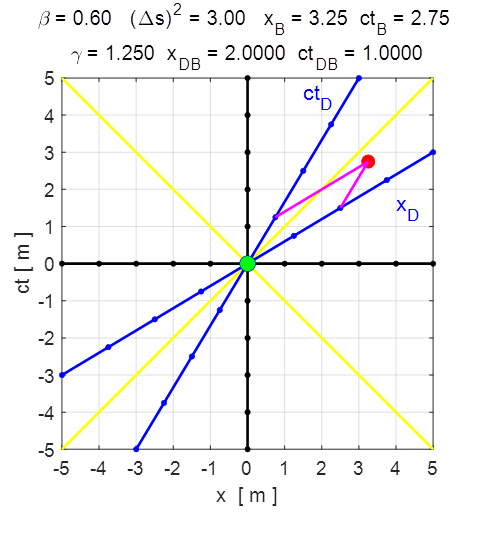 β = 0.60 (Δs)² = 3.00 x_B = 3.25 ct_B = 2.75
γ = 1.250 x_DB = 2.0000 ct_DB = 1.0000
5
4
3
2
1
0
-1
-2
-3
-4
-5
ct [ m ]
ct_D
x_D
-5 -4 -3 -2 -1 0 1 2 3 4 5
x [ m ]